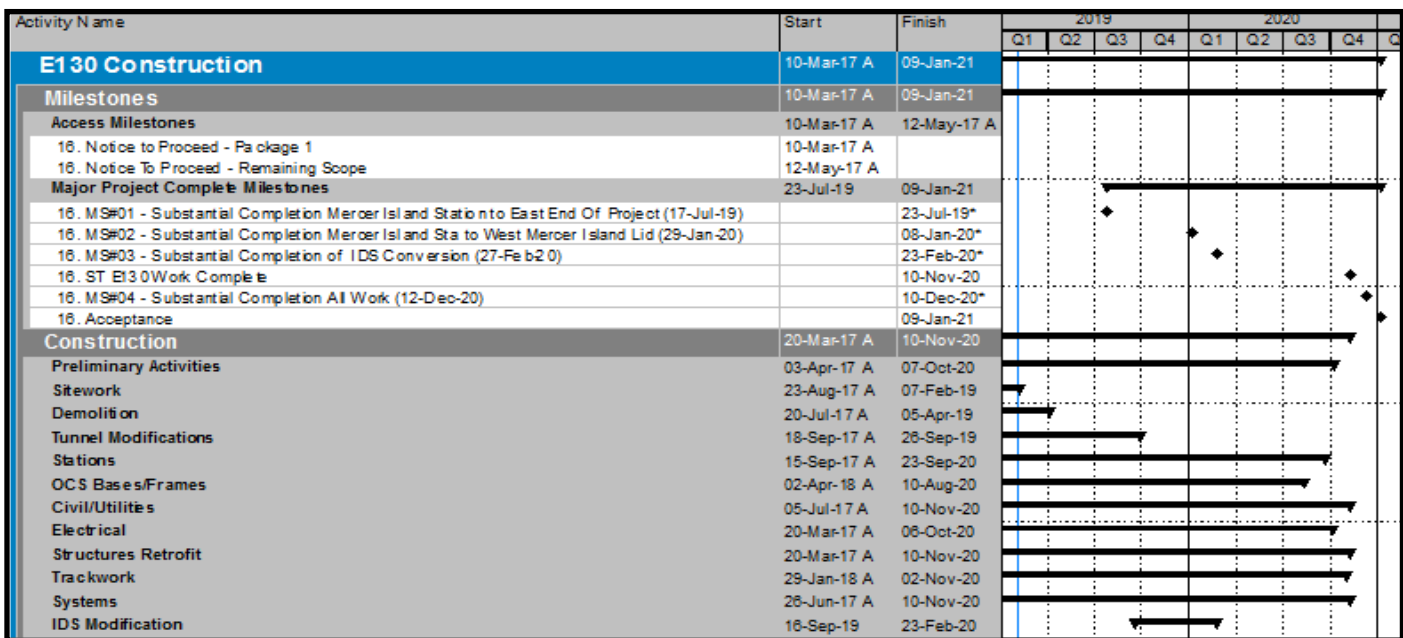 Activity Name Start Finish 2019 2020
Q1 Q2 Q3 Q4 Q1 Q2 Q3 Q4 Q
E130 Construction 10-Mar-17 A 09-Jan-21
Milestones 10-Mar-17 A 09-Jan-21
Access Milestones 10-Mar-17 A 12-May-17 A
16. Notice to Proceed - Package 1 10-Mar-17 A
16. Notice To Proceed - Remaining Scope 12-May-17 A
Major Project Complete Milestones 23-Jul-19 09-Jan-21
16. MS#01 - Substantial Completion Mercer Island Station to East End Of Project (17-Jul-19) 23-Jul-19*
16. MS#02 - Substantial Completion Mercer Island Sta to West Mercer Island Lid (29-Jan-20) 08-Jan-20*
16. MS#03 - Substantial Completion of IDS Conversion (27-Feb-20) 23-Feb-20*
16. ST E130 Work Complete 10-Nov-20
16. MS#04 - Substantial Completion All Work (12-Dec-20) 10-Dec-20*
16. Acceptance 09-Jan-21
Construction 20-Mar-17 A 10-Nov-20
Preliminary Activities 03-Apr-17 A 07-Oct-20
Sitework 23-Aug-17 A 07-Feb-19
Demolition 20-Jul-17 A 05-Apr-19
Tunnel Modifications 18-Sep-17 A 26-Sep-19
Stations 15-Sep-17 A 23-Sep-20
OCS Bases/Frames 02-Apr-18 A 10-Aug-20
Civil/Utilities 05-Jul-17 A 10-Nov-20
Electrical 20-Mar-17 A 06-Oct-20
Structures Retrofit 20-Mar-17 A 10-Nov-20
Trackwork 29-Jan-18 A 02-Nov-20
Systems 26-Jun-17 A 10-Nov-20
IDS Modification 16-Sep-19 23-Feb-20